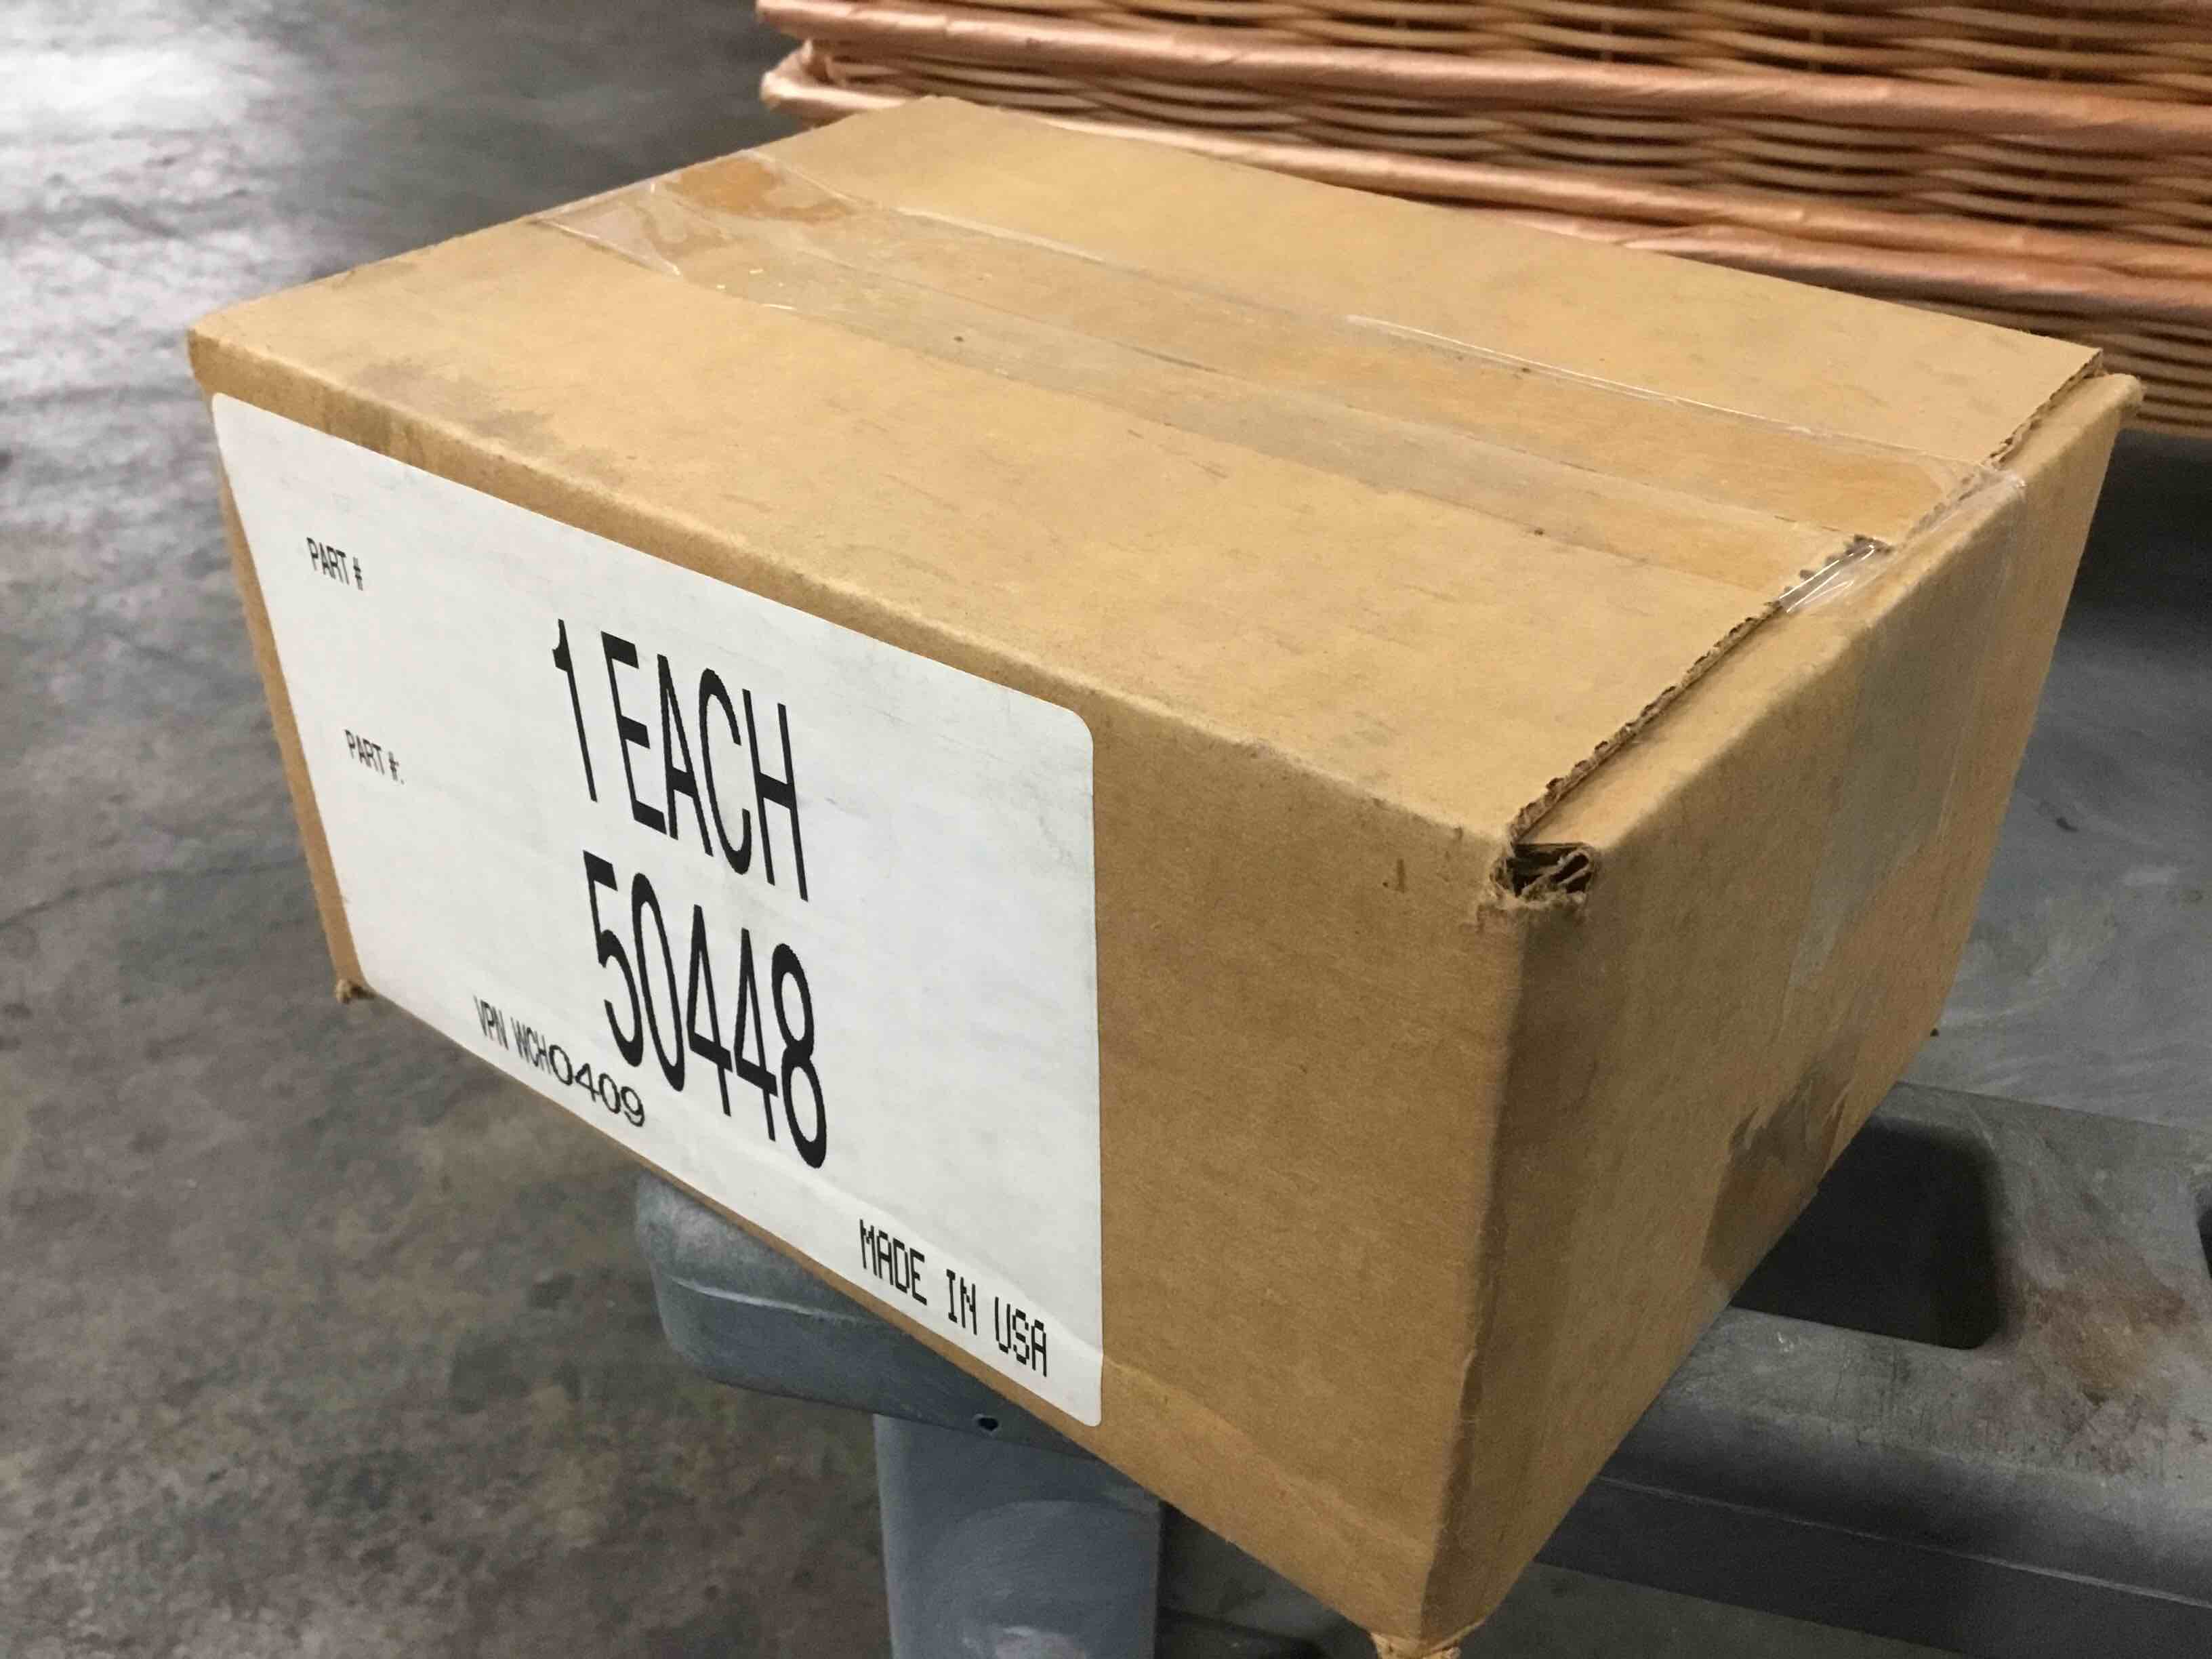 PART #
1 EACH
PART #:
50448
VPN WCH0409
MADE IN USA